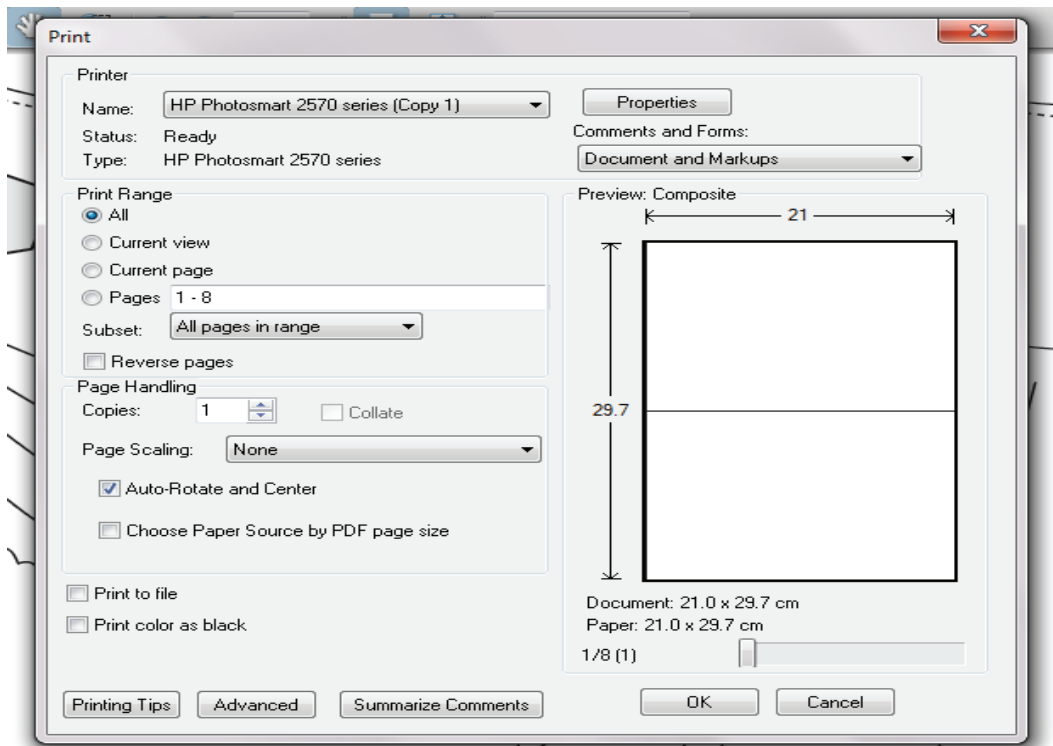 Print
Printer
Name: HP Photosmart 2570 series (Copy 1) Properties
Status: Ready Comments and Forms:
Type: HP Photosmart 2570 series Document and Markups
Print Range
All
Current view
Current page
Pages 1 - 8
Subset: All pages in range
Reverse pages
Page Handling
Copies: 1 Collate
Page Scaling: None
Auto-Rotate and Center
Choose Paper Source by PDF page size
Print to file
Print color as black
Preview: Composite
21
29.7
Document: 21.0 x 29.7 cm
Paper: 21.0 x 29.7 cm
1/8 (1)
Printing Tips Advanced Summarize Comments OK Cancel